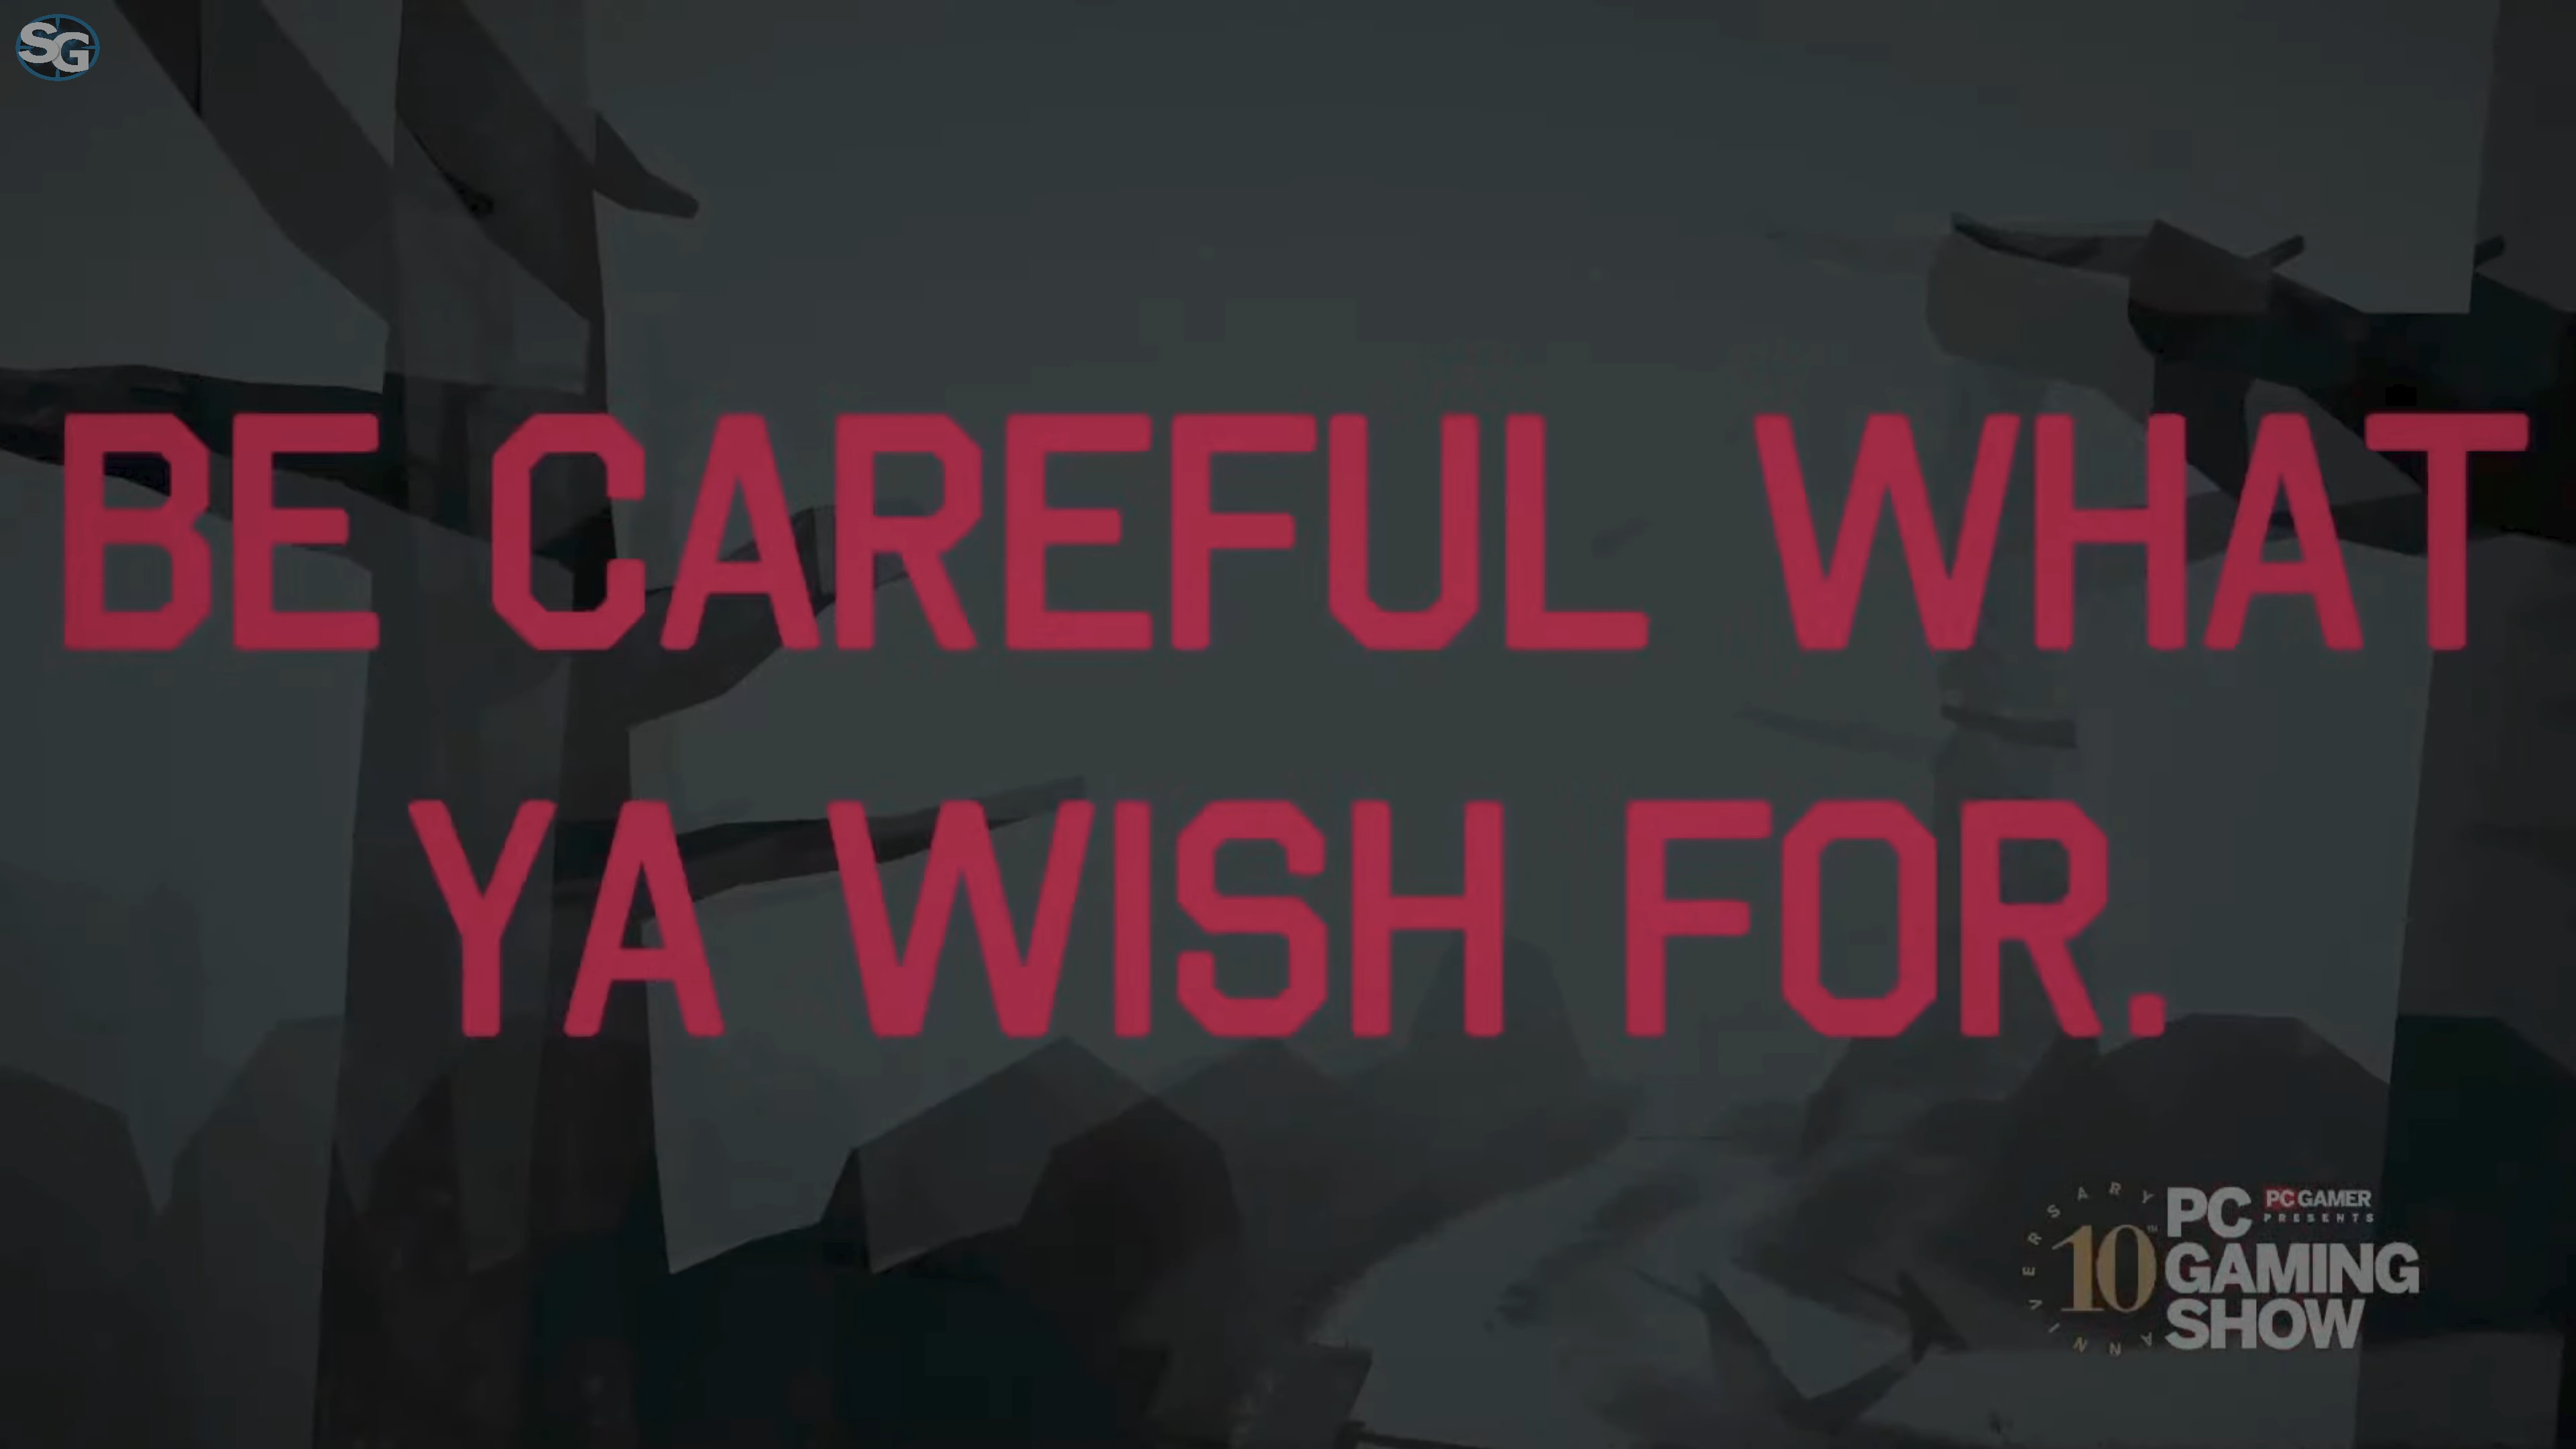 SG
BE CAREFUL WHAT
YA WISH FOR.
ANNIVERSARY
10TH
PC
PC GAMER
PRESENTS
GAMING
SHOW